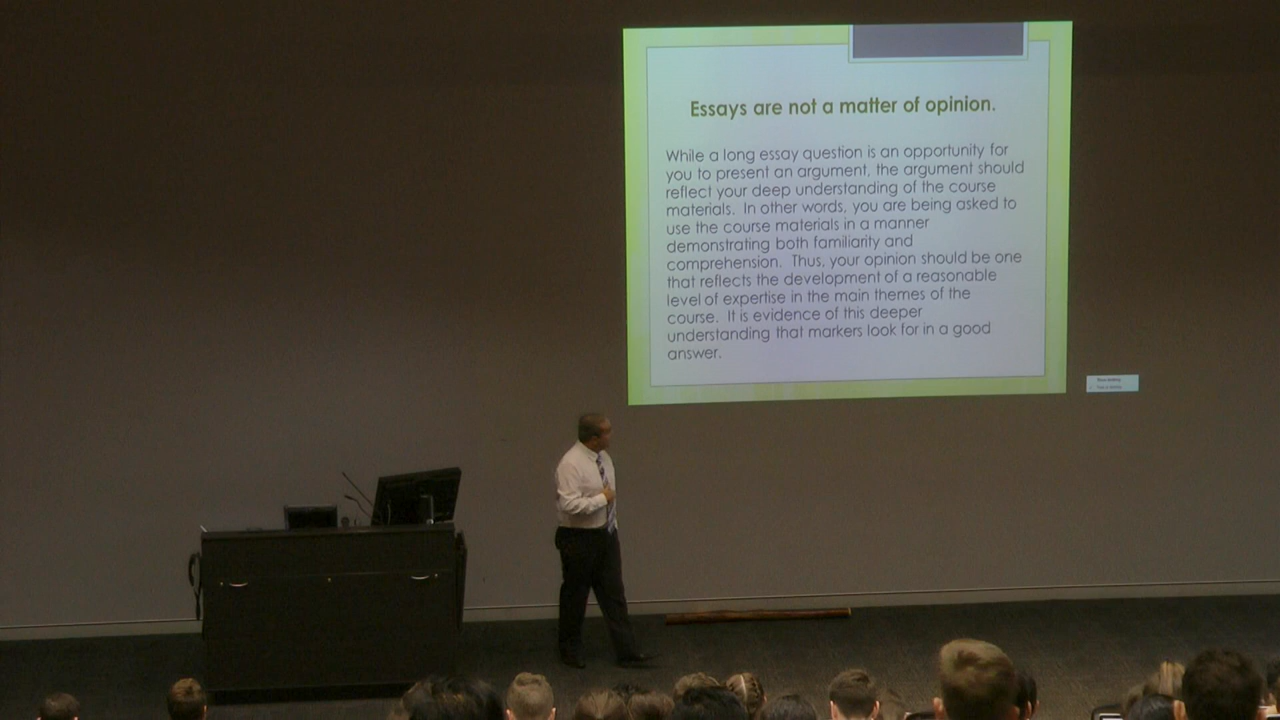 Essays are not a matter of opinion.
While a long essay question is an opportunity for
you to present an argument, the argument should
reflect your deep understanding of the course
materials. In other words, you are being asked to
use the course materials in a manner
demonstrating both familiarity and
comprehension. Thus, your opinion should be one
that reflects the development of a reasonable
level of expertise in the main themes of the
course. It is evidence of this deeper
understanding that markers look for in a good
answer.